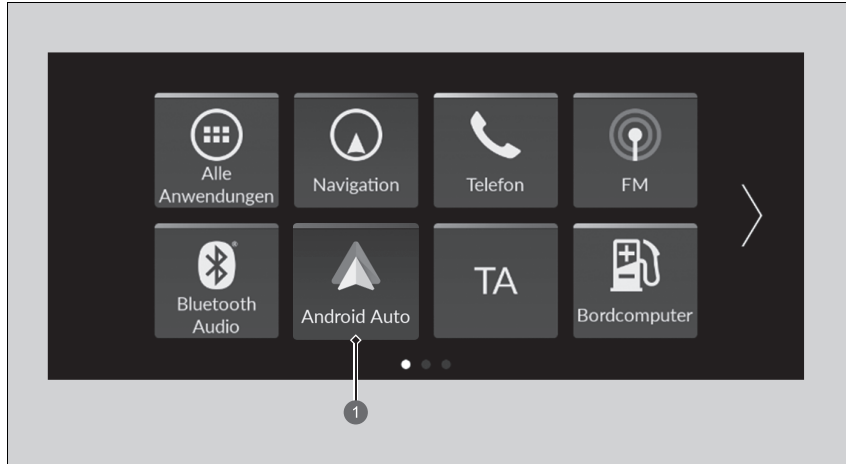 Alle
Anwendungen
Navigation
Telefon
FM
Bluetooth
Audio
Android Auto
TA
Bordcomputer
1